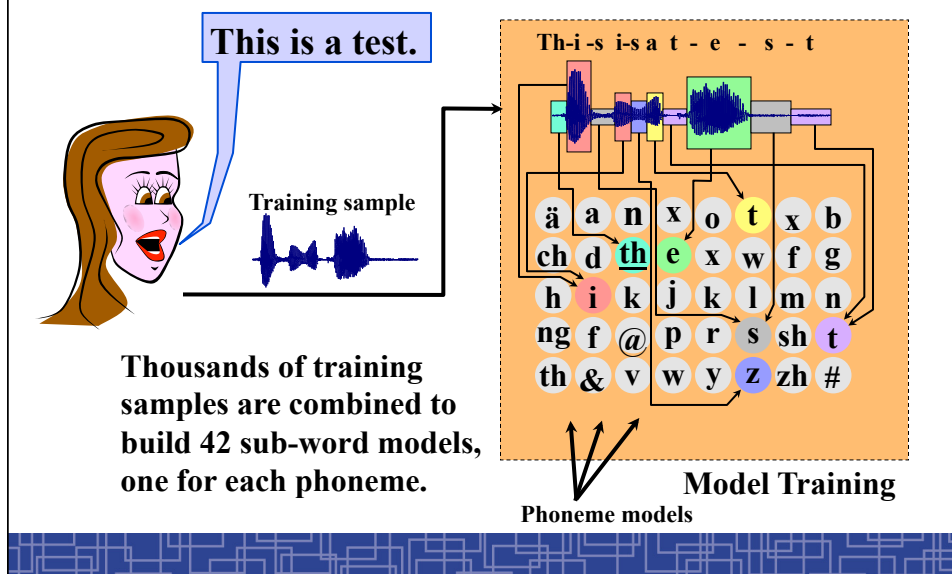 This is a test.
Th-i -s i-s a t - e - s - t
Training sample
ä a n x o t x b
ch d th e x w f g
h i k j k l m n
ng f @ p r s sh t
th & v w y z zh #
Thousands of training
samples are combined to
build 42 sub-word models,
one for each phoneme.
Model Training
Phoneme models